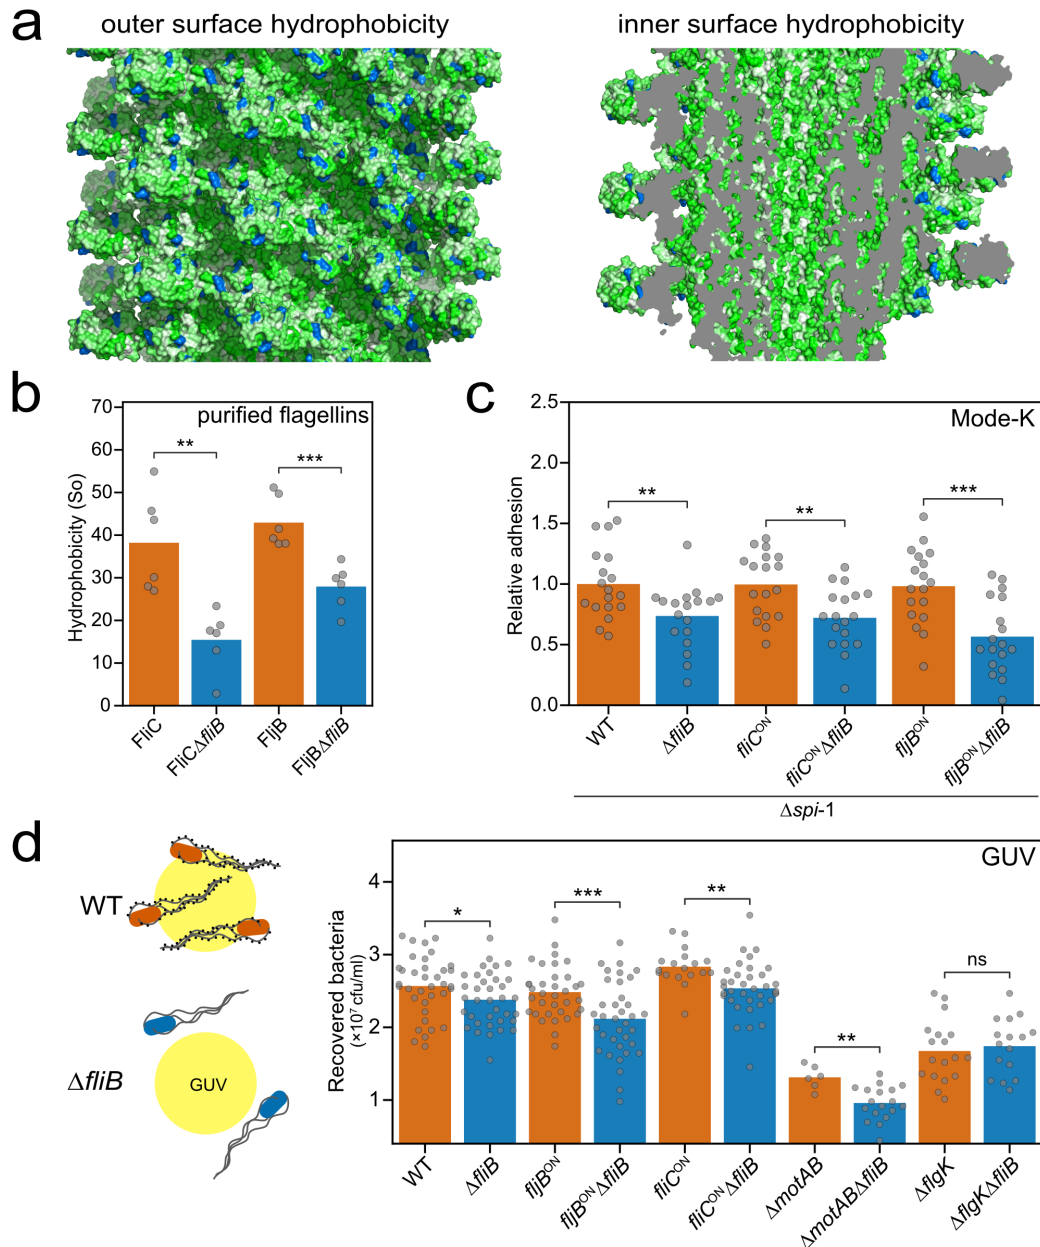 a
outer surface hydrophobicity
inner surface hydrophobicity
b
purified flagellins
Hydrophobicity (So)
70
60
50
40
30
20
10
0
**
***
FliC
FliCΔfliB
FljB
FljBΔfliB
c
Mode-K
Relative adhesion
2.5
2.0
1.5
1.0
0.5
0.0
**
**
***
WT
ΔfliB
fliCᴼᴺ
fliCᴼᴺΔfliB
fljBᴼᴺ
fljBᴼᴺΔfliB
Δspi-1
d
WT
ΔfliB
GUV
GUV
Recovered bacteria
(×10⁷ cfu/ml)
4
3
2
1
*
***
**
**
ns
WT
ΔfliB
fljBᴼᴺ
fljBᴼᴺΔfliB
fliCᴼᴺ
fliCᴼᴺΔfliB
ΔmotAB
ΔmotABΔfliB
ΔflgK
ΔflgKΔfliB